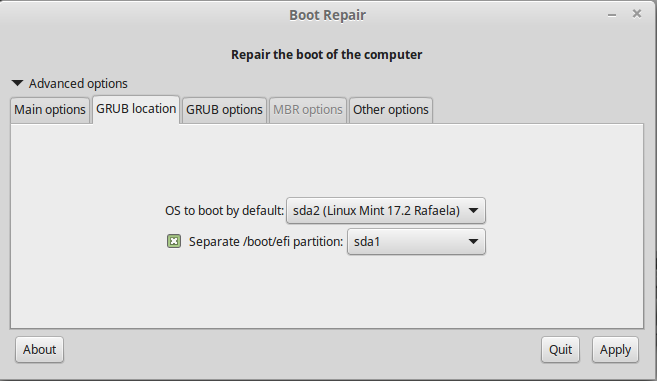 Boot Repair
Repair the boot of the computer
Advanced options
Main options GRUB location GRUB options MBR options Other options
OS to boot by default: sda2 (Linux Mint 17.2 Rafaela)
Separate /boot/efi partition: sda1
About Quit Apply